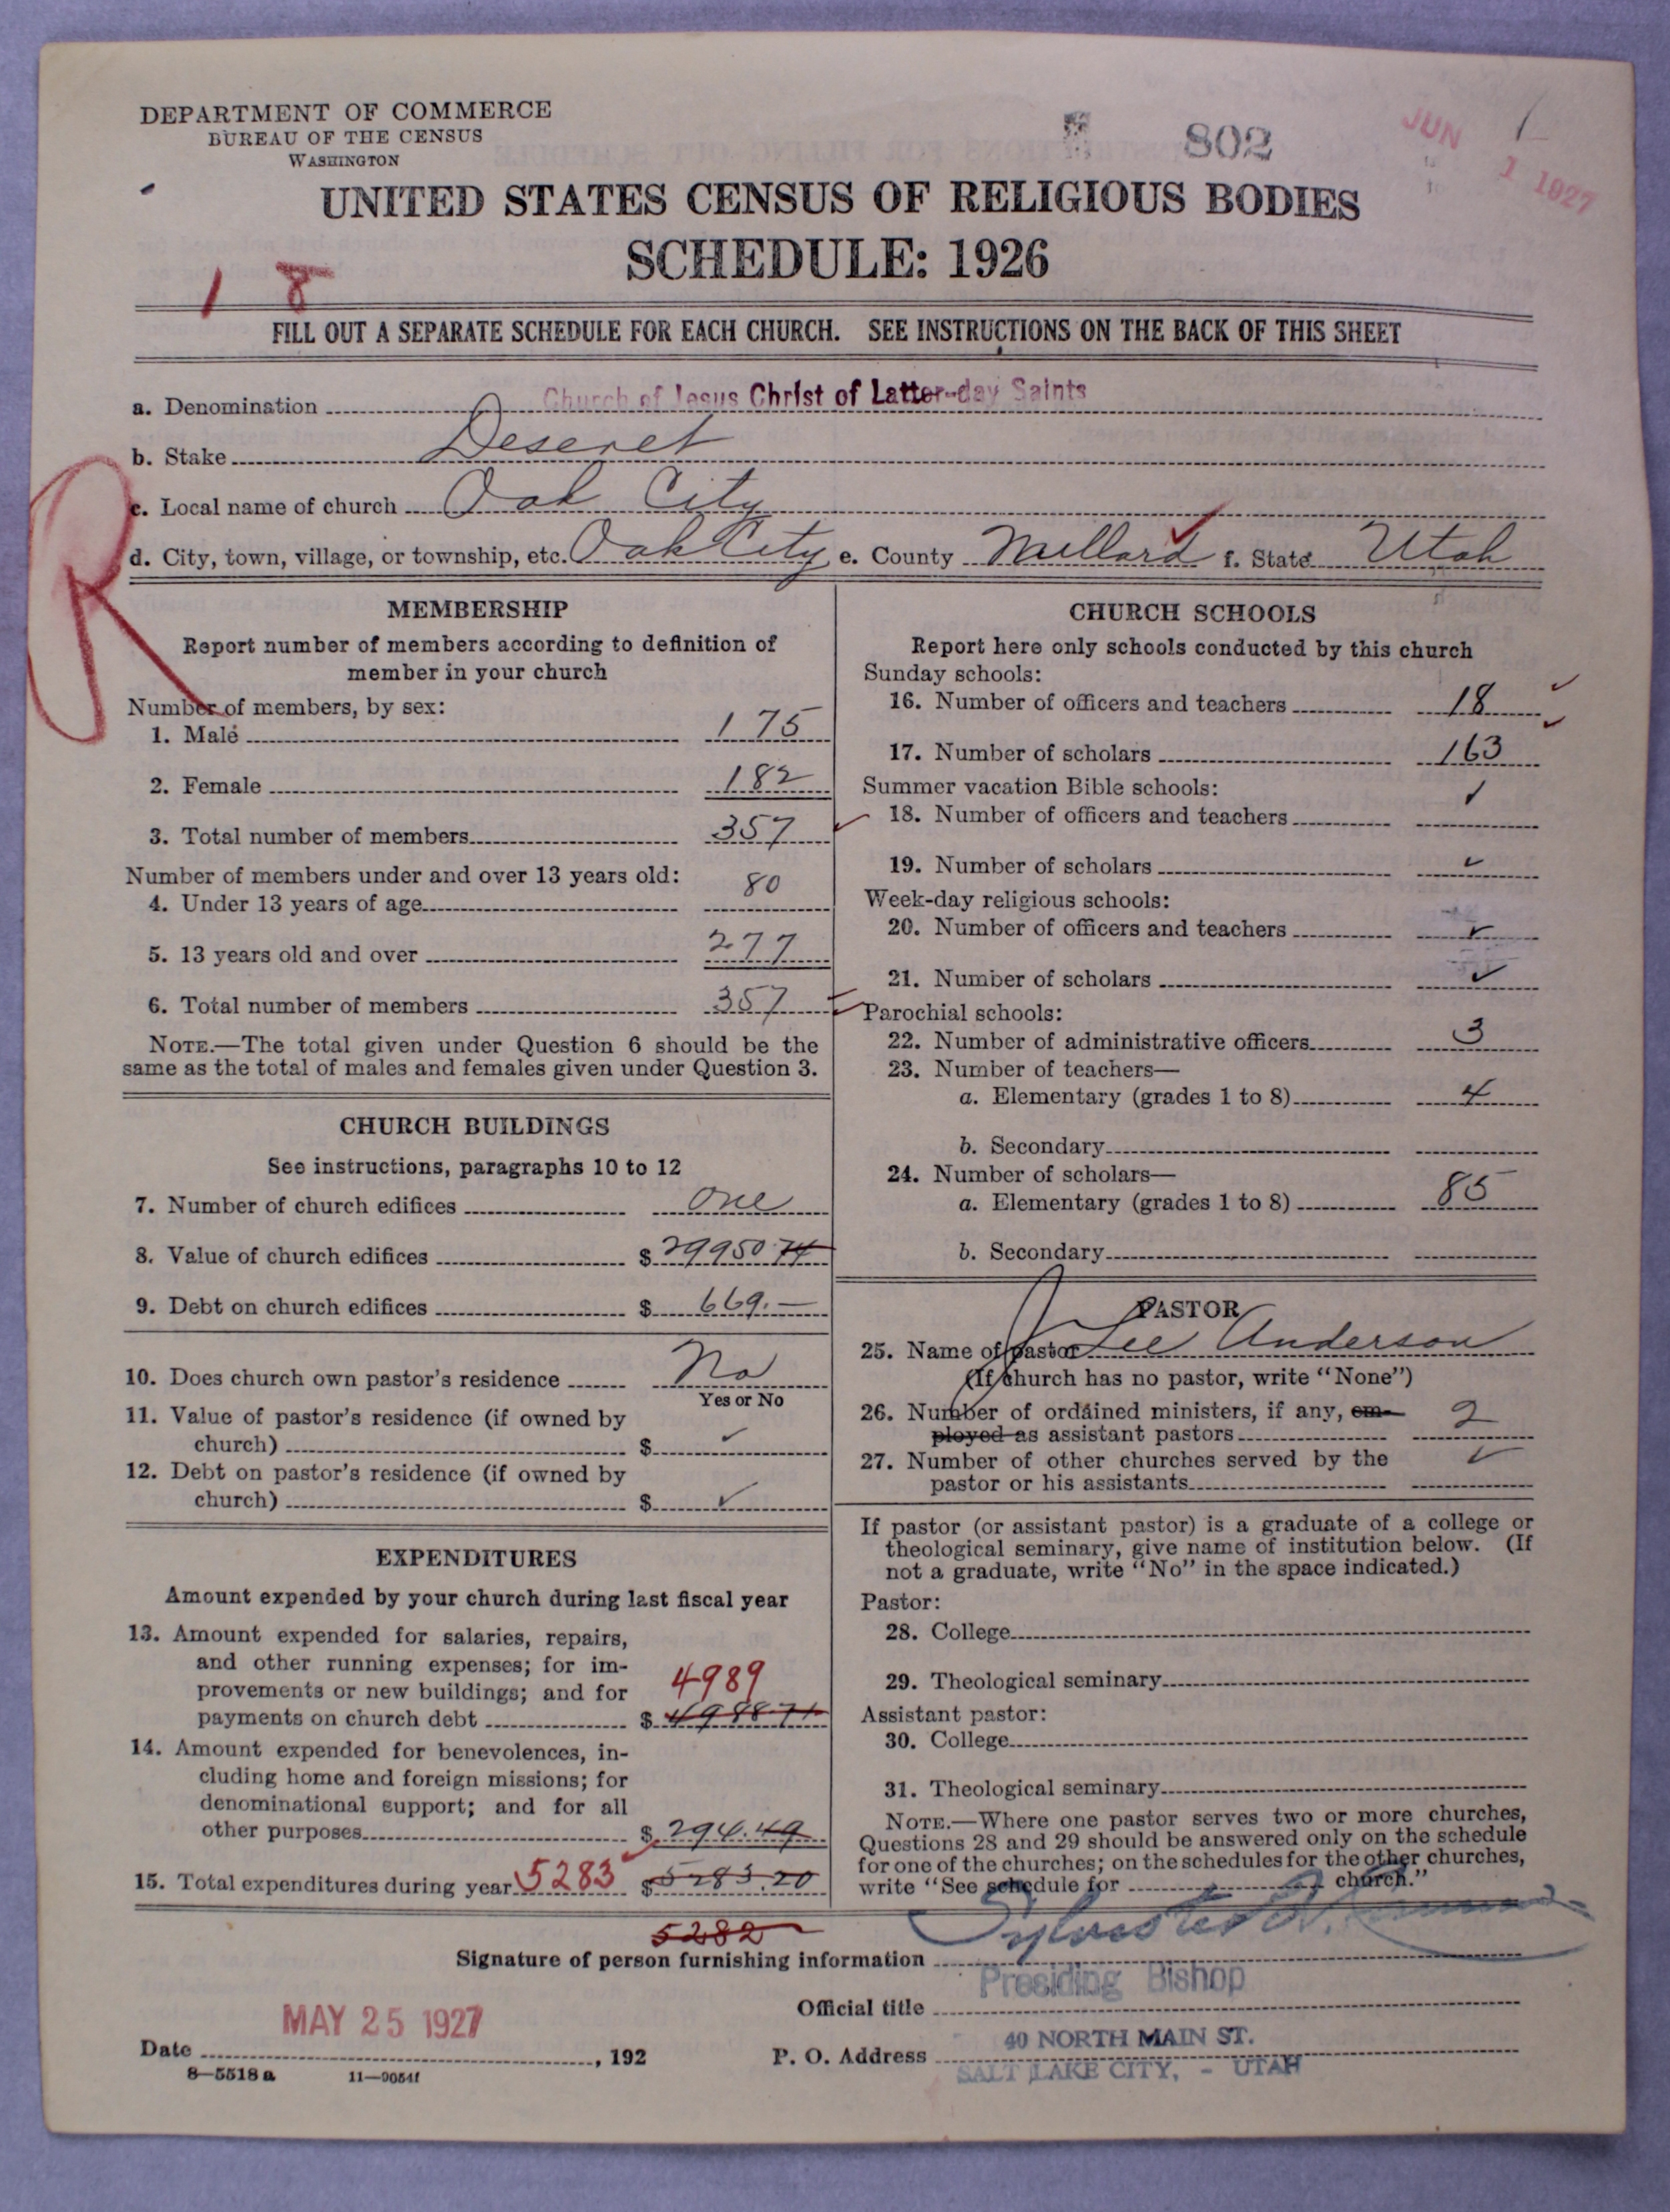 DEPARTMENT OF COMMERCE
BUREAU OF THE CENSUS
WASHINGTON
802
JUN 1 1927
UNITED STATES CENSUS OF RELIGIOUS BODIES
SCHEDULE: 1926
1 8
FILL OUT A SEPARATE SCHEDULE FOR EACH CHURCH. SEE INSTRUCTIONS ON THE BACK OF THIS SHEET
a. Denomination Church of Jesus Christ of Latter-day Saints
b. Stake Deseret
c. Local name of church Oak City
d. City, town, village, or township, etc. Oak City e. County Millard f. State Utah
R
MEMBERSHIP
Report number of members according to definition of
member in your church
Number of members, by sex:
1. Male 175
2. Female 182
3. Total number of members 357
Number of members under and over 13 years old:
4. Under 13 years of age 80
5. 13 years old and over 277
6. Total number of members 357
NOTE.—The total given under Question 6 should be the
same as the total of males and females given under Question 3.
CHURCH BUILDINGS
See instructions, paragraphs 10 to 12
7. Number of church edifices One
8. Value of church edifices $ 29950.74
9. Debt on church edifices $ 669.—
10. Does church own pastor's residence No
Yes or No
11. Value of pastor's residence (if owned by
church) $ ✓
12. Debt on pastor's residence (if owned by
church) $ ✓
EXPENDITURES
Amount expended by your church during last fiscal year
13. Amount expended for salaries, repairs,
and other running expenses; for im-
provements or new buildings; and for 4989
payments on church debt $ 4988.71
14. Amount expended for benevolences, in-
cluding home and foreign missions; for
denominational support; and for all
other purposes $ 294.49
15. Total expenditures during year 5283 $ 5283.20
5282
CHURCH SCHOOLS
Report here only schools conducted by this church
Sunday schools:
16. Number of officers and teachers 18
17. Number of scholars 163
Summer vacation Bible schools:
18. Number of officers and teachers ✓
19. Number of scholars ✓
Week-day religious schools:
20. Number of officers and teachers ✓
21. Number of scholars ✓
Parochial schools:
22. Number of administrative officers 3
23. Number of teachers—
a. Elementary (grades 1 to 8) 4
b. Secondary
24. Number of scholars—
a. Elementary (grades 1 to 8) 85
b. Secondary
PASTOR
25. Name of pastor J Lee Anderson
(If church has no pastor, write "None")
26. Number of ordained ministers, if any, em-
ployed as assistant pastors 2
27. Number of other churches served by the
pastor or his assistants ✓
If pastor (or assistant pastor) is a graduate of a college or
theological seminary, give name of institution below. (If
not a graduate, write "No" in the space indicated.)
Pastor:
28. College
29. Theological seminary
Assistant pastor:
30. College
31. Theological seminary
NOTE.—Where one pastor serves two or more churches,
Questions 28 and 29 should be answered only on the schedule
for one of the churches; on the schedules for the other churches,
write "See schedule for church."
Signature of person furnishing information Sylvester Q. Cannon
Official title Presiding Bishop
Date MAY 25 1927, 192
P. O. Address 40 NORTH MAIN ST.
SALT LAKE CITY, - UTAH
8—5518 a 11—9054f